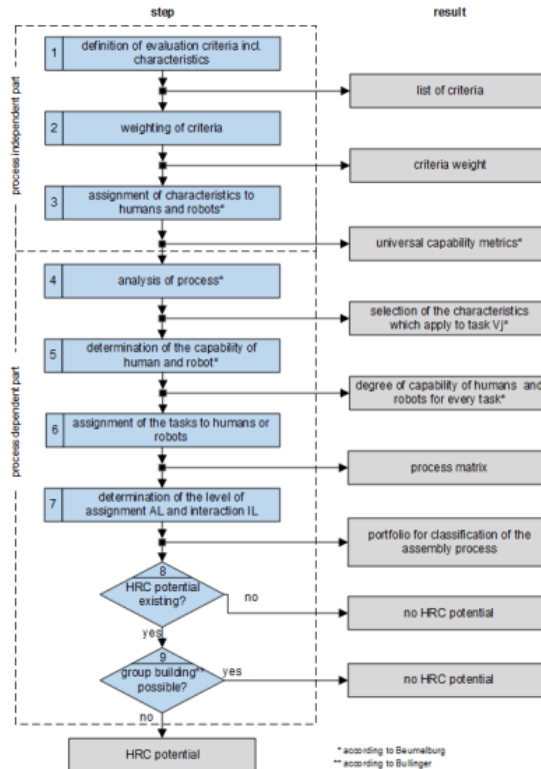 step
result
1
definition of evaluation criteria incl.
characteristics
list of criteria
2
weighting of criteria
criteria weight
3
assignment of characteristics to
humans and robots*
universal capability metrics*
process independent part
4
analysis of process*
selection of the characteristics
which apply to task Vj*
5
determination of the capability of
human and robot*
degree of capability of humans and
robots for every task*
6
assignment of the tasks to humans or
robots
process matrix
7
determination of the level of
assignment AL and interaction IL
portfolio for classification of the
assembly process
process dependent part
8
HRC potential
existing?
no
no HRC potential
yes
9
group building**
possible?
yes
no HRC potential
no
HRC potential
* according to Beumelburg
** according to Bullinger